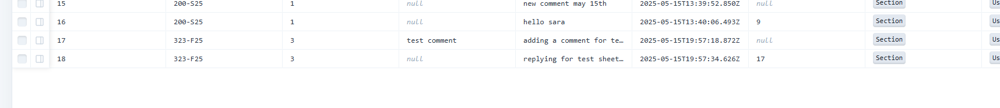 15 200-S25 1 null new comment may 15th 2025-05-15T13:39:52.850Z null Section Us
16 200-S25 1 null hello sara 2025-05-15T13:40:06.493Z 9 Section Us
17 323-F25 3 test comment adding a comment for te… 2025-05-15T19:57:18.872Z null Section Us
18 323-F25 3 null replying for test sheet… 2025-05-15T19:57:34.626Z 17 Section Us